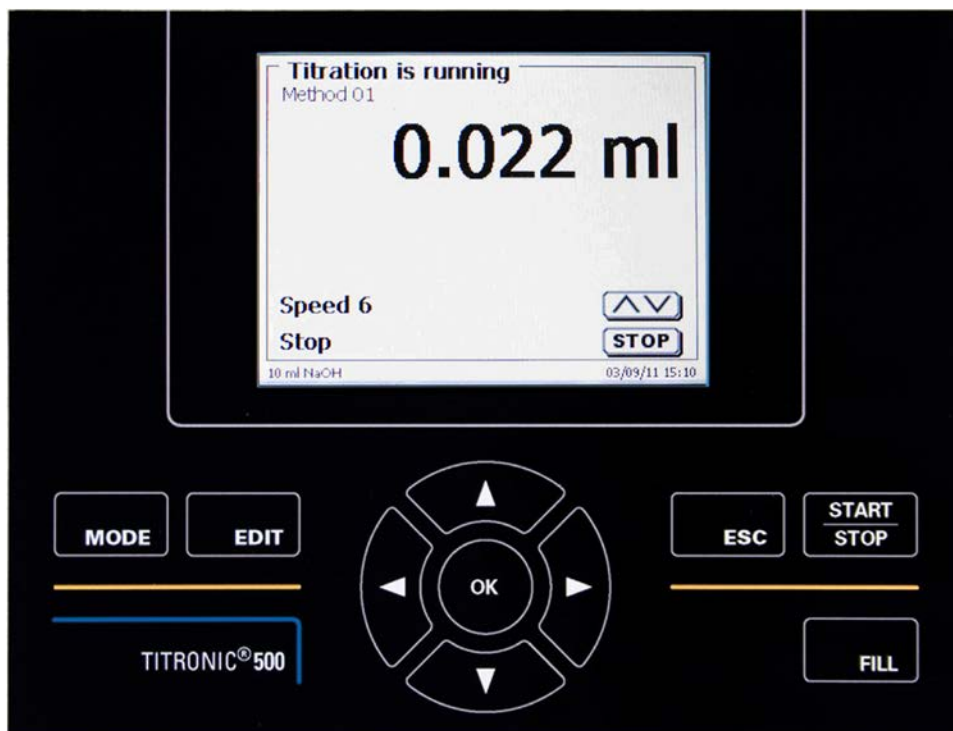 Titration is running
Method 01
0.022 ml
Speed 6
Stop
STOP
10 ml NaOH
03/09/11 15:10
MODE
EDIT
OK
ESC
START
STOP
TITRONIC®500
FILL